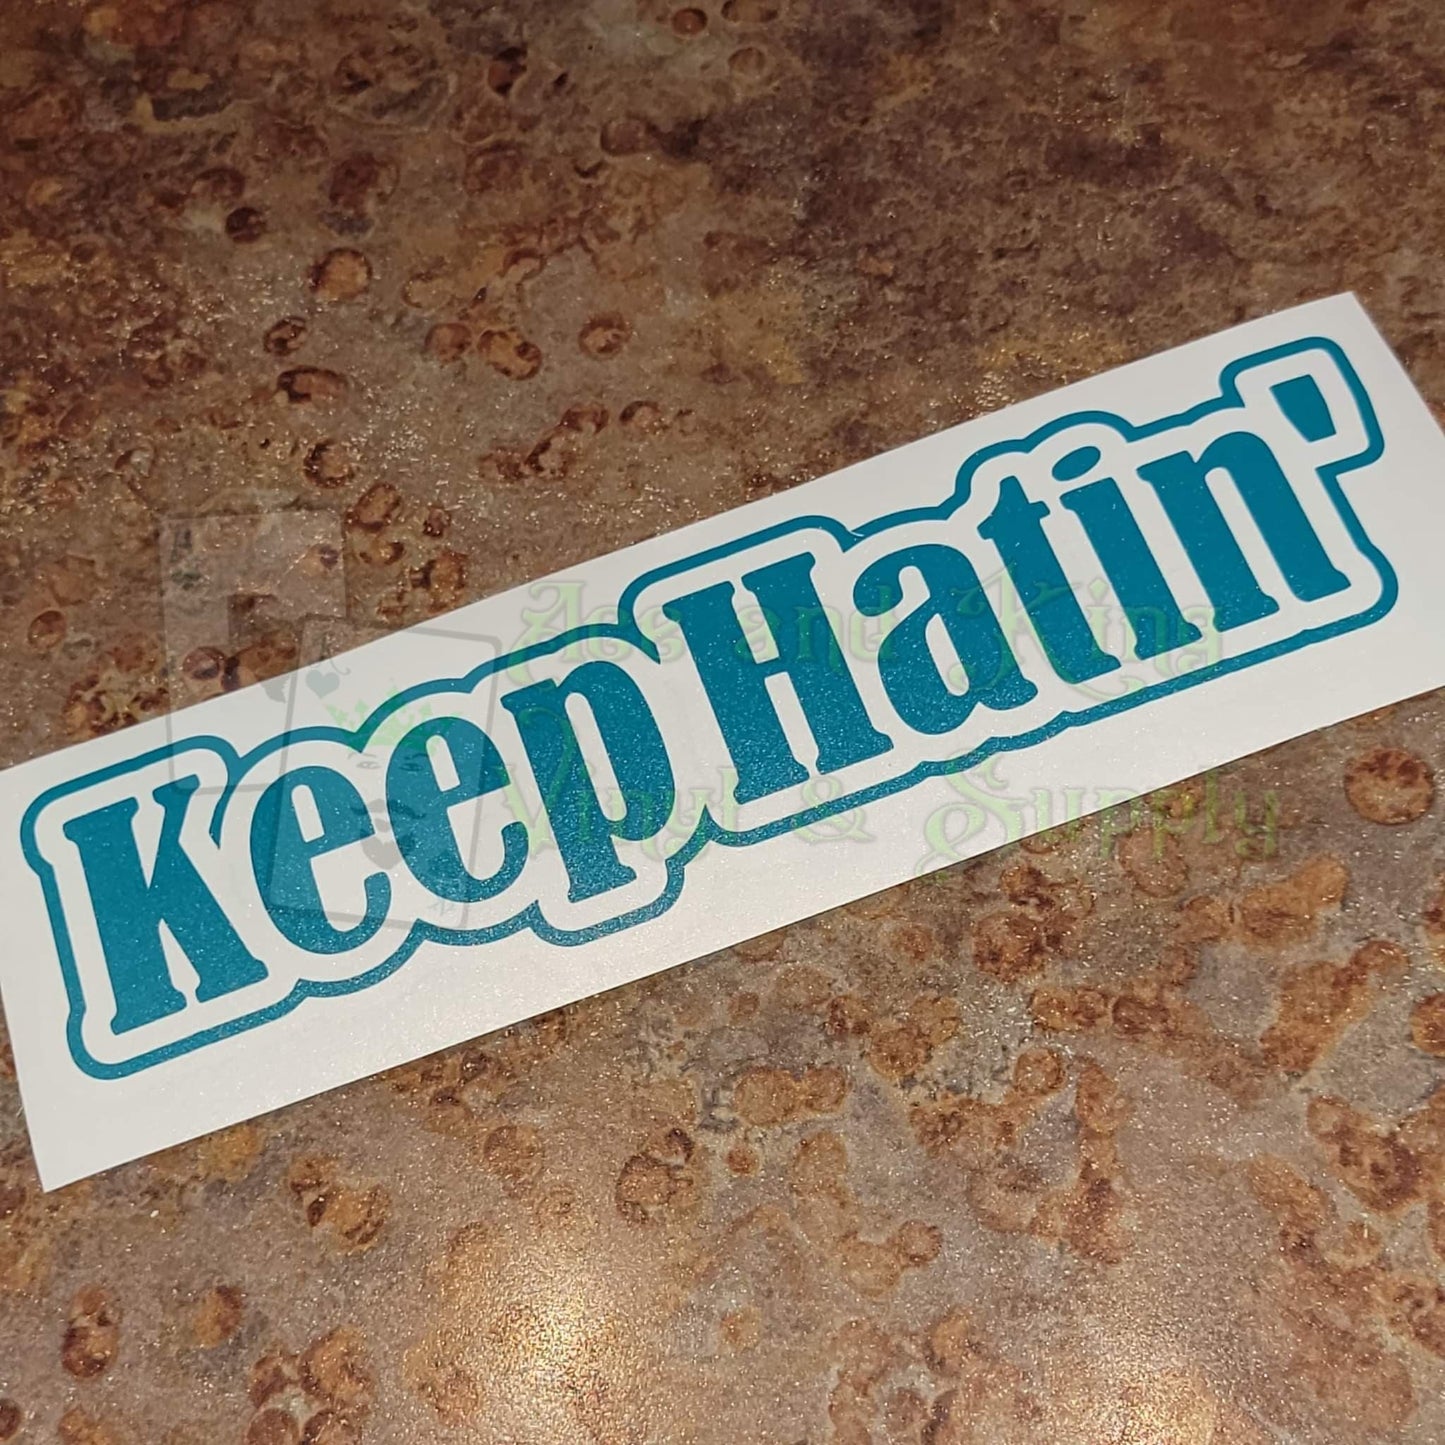 Keep Hatin'
Ace and King
Vinyl & Supply